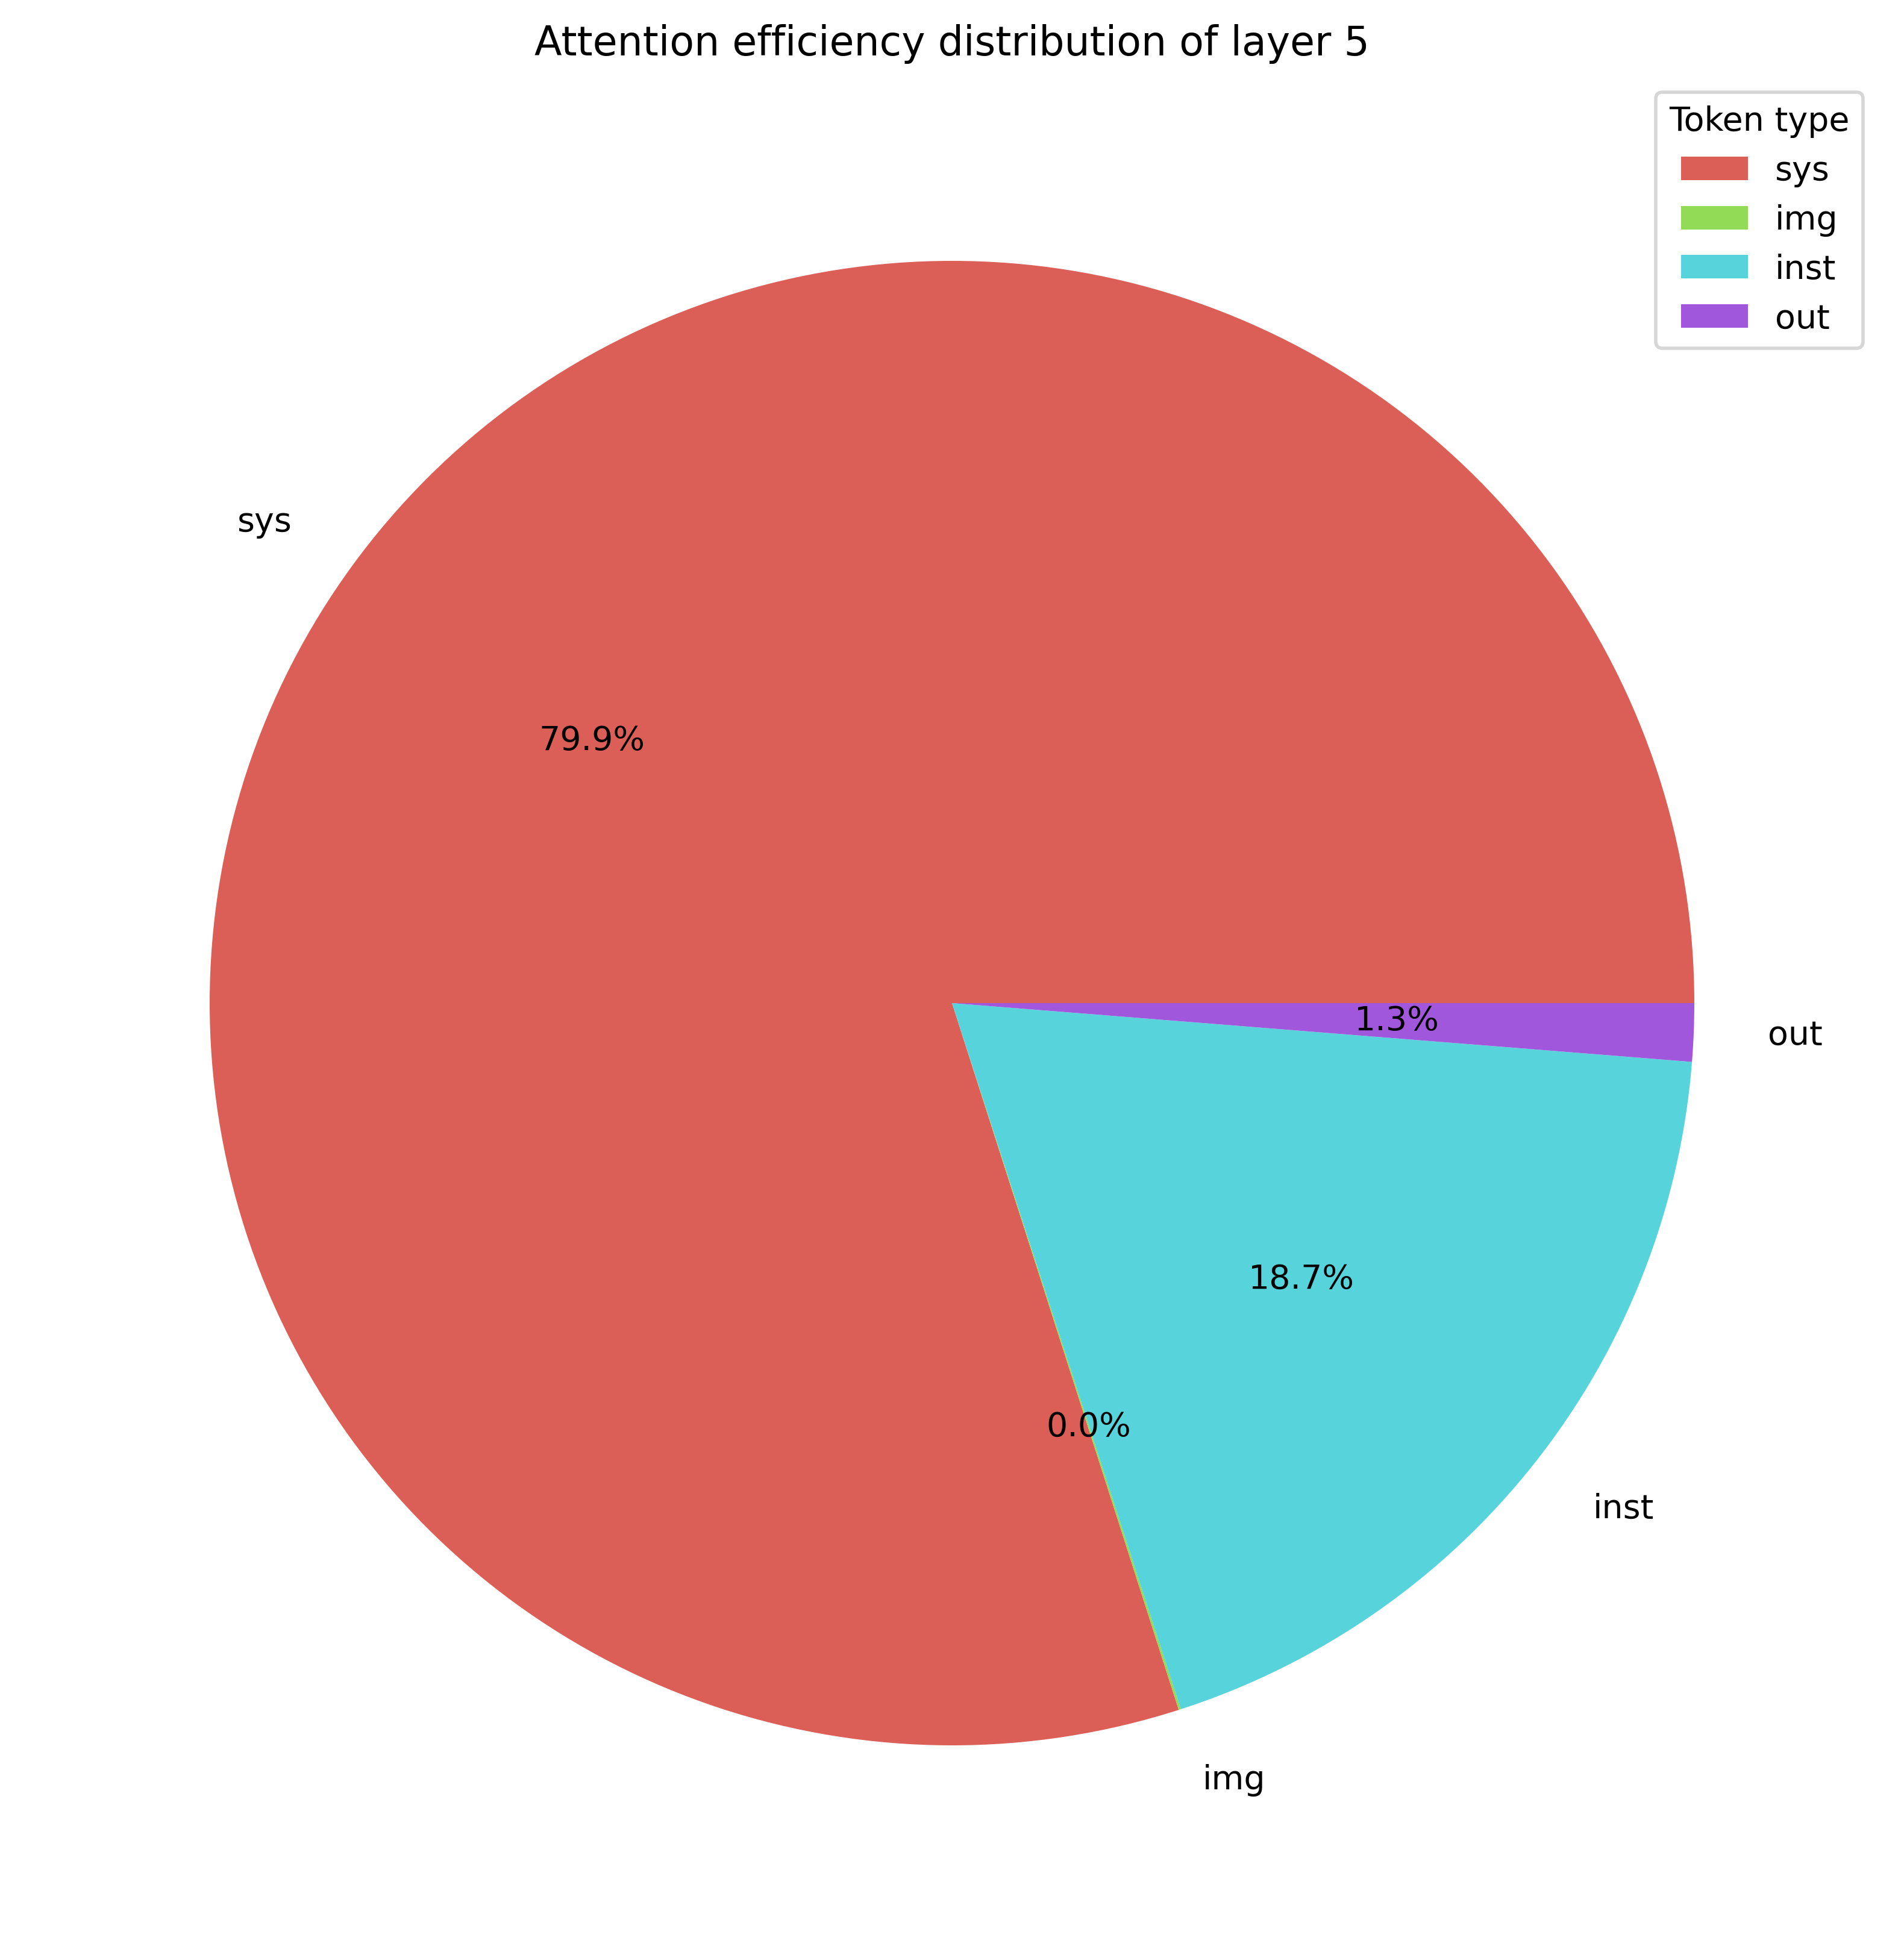 Attention efficiency distribution of layer 5
Token type
sys
img
inst
out
sys
79.9%
1.3%
out
18.7%
0.0%
inst
img